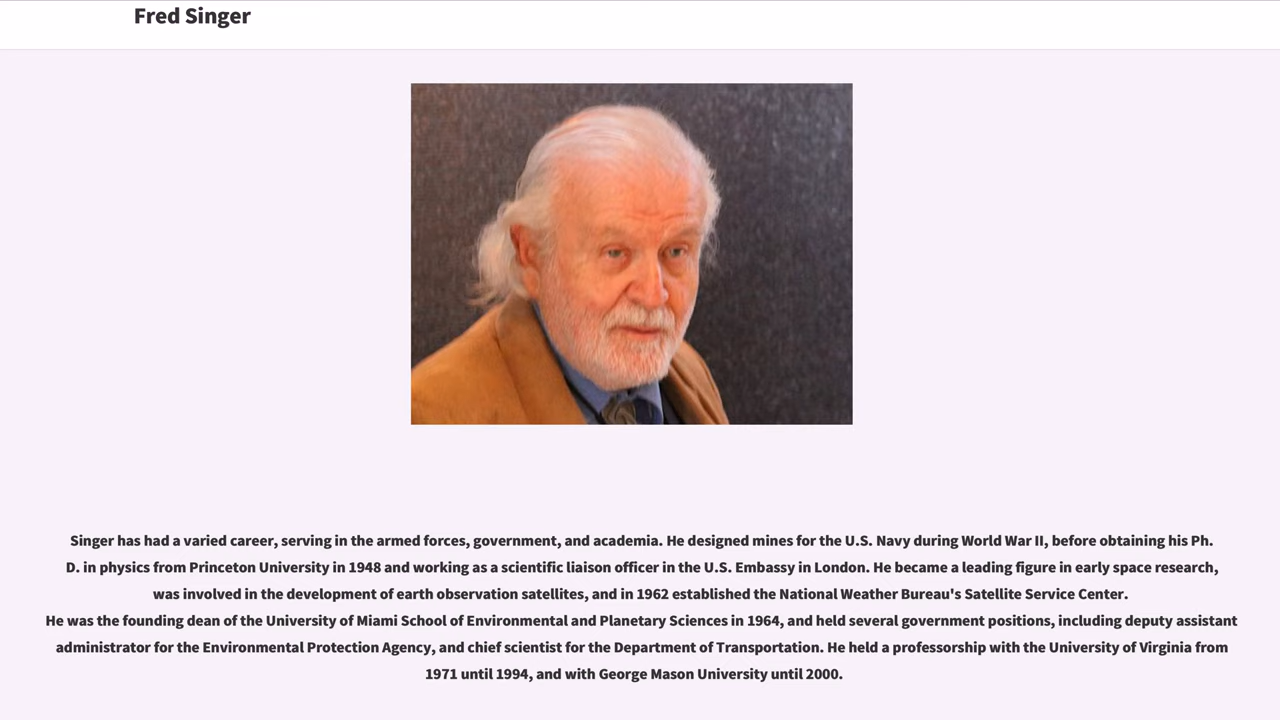 Fred Singer
Singer has had a varied career, serving in the armed forces, government, and academia. He designed mines for the U.S. Navy during World War II, before obtaining his Ph.
D. in physics from Princeton University in 1948 and working as a scientific liaison officer in the U.S. Embassy in London. He became a leading figure in early space research,
was involved in the development of earth observation satellites, and in 1962 established the National Weather Bureau's Satellite Service Center.
He was the founding dean of the University of Miami School of Environmental and Planetary Sciences in 1964, and held several government positions, including deputy assistant
administrator for the Environmental Protection Agency, and chief scientist for the Department of Transportation. He held a professorship with the University of Virginia from
1971 until 1994, and with George Mason University until 2000.